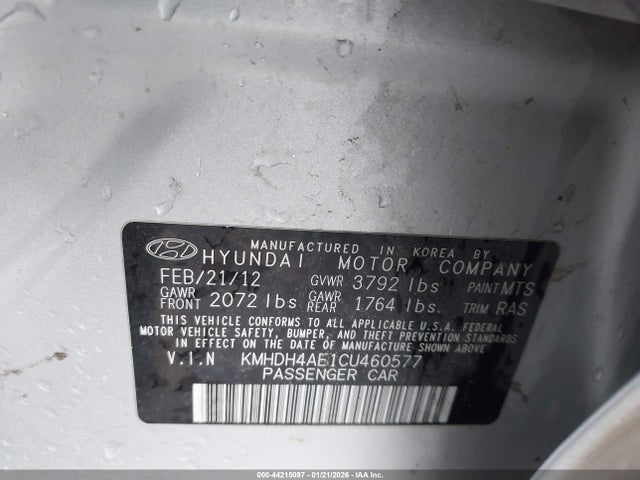 MANUFACTURED IN KOREA BY
HYUNDAI MOTOR COMPANY
FEB/21/12 GVWR 3792 lbs PAINT MTS
GAWR FRONT 2072 lbs GAWR REAR 1764 lbs. TRIM RAS
THIS VEHICLE CONFORMS TO ALL APPLICABLE U.S.A. FEDERAL
MOTOR VEHICLE SAFETY, BUMPER, AND THEFT PREVENTION STANDARDS
IN EFFECT ON THE DATE OF MANUFACTURE SHOWN ABOVE.
V.I.N KMHDH4AE1CU460577
PASSENGER CAR
000-44215097 - 01/21/2026 - IAAI.COM